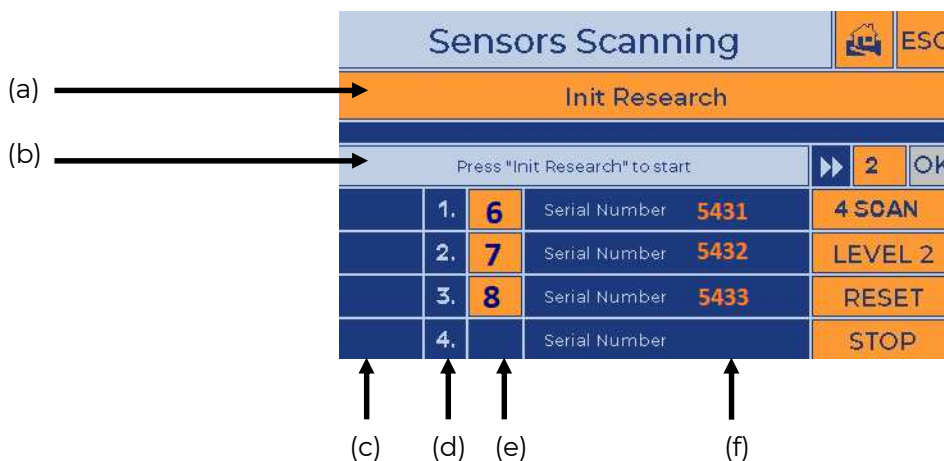 Sensors Scanning ESC
(a) Init Research
(b) Press "Init Research" to start 2 OK
1. 6 Serial Number 5431 4 SCAN
2. 7 Serial Number 5432 LEVEL 2
3. 8 Serial Number 5433 RESET
4. Serial Number STOP
(c) (d) (e) (f)